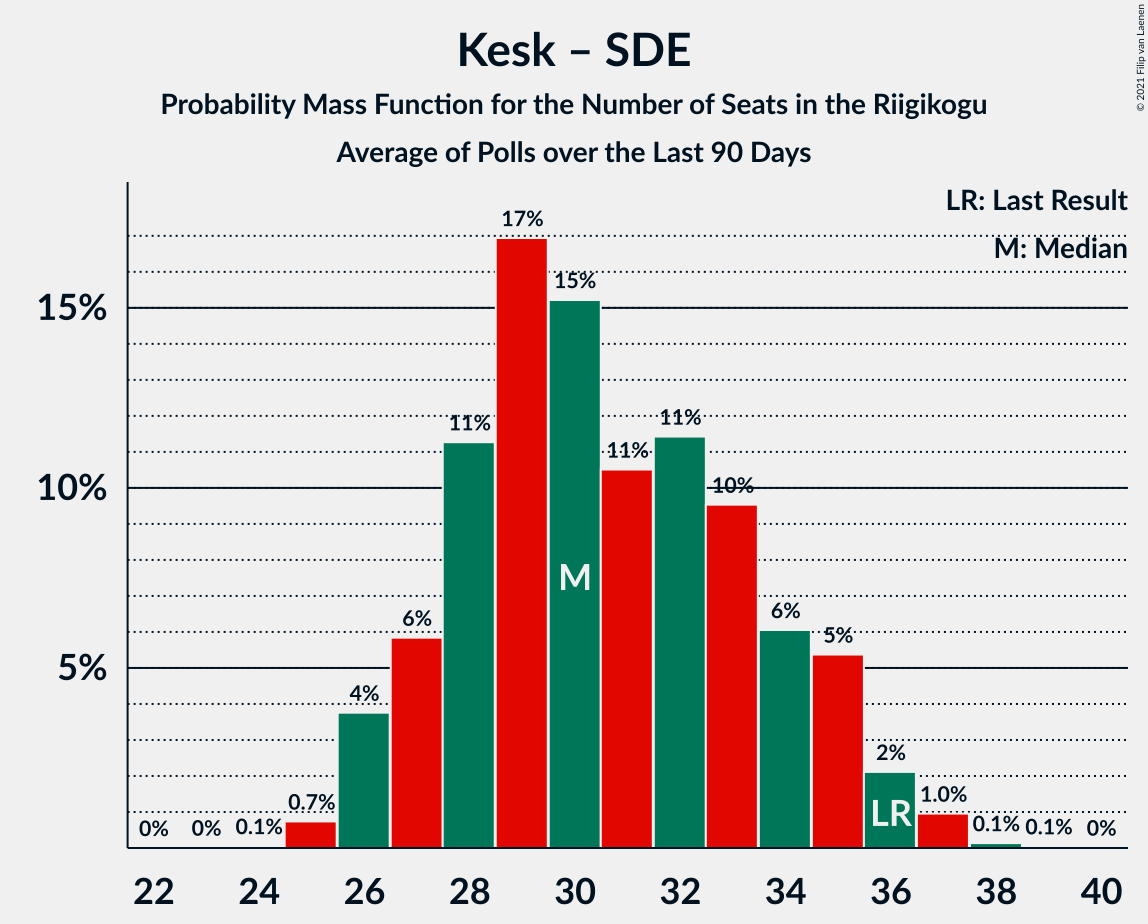 Kesk – SDE
Probability Mass Function for the Number of Seats in the Riigikogu
Average of Polls over the Last 90 Days
© 2021 Filip van Laenen
LR: Last Result
M: Median
15%
10%
5%
0%
0%
0.1%
0.7%
4%
6%
11%
17%
15%
11%
11%
10%
6%
5%
2%
1.0%
0.1%
0.1%
0%
M
LR
22 24 26 28 30 32 34 36 38 40